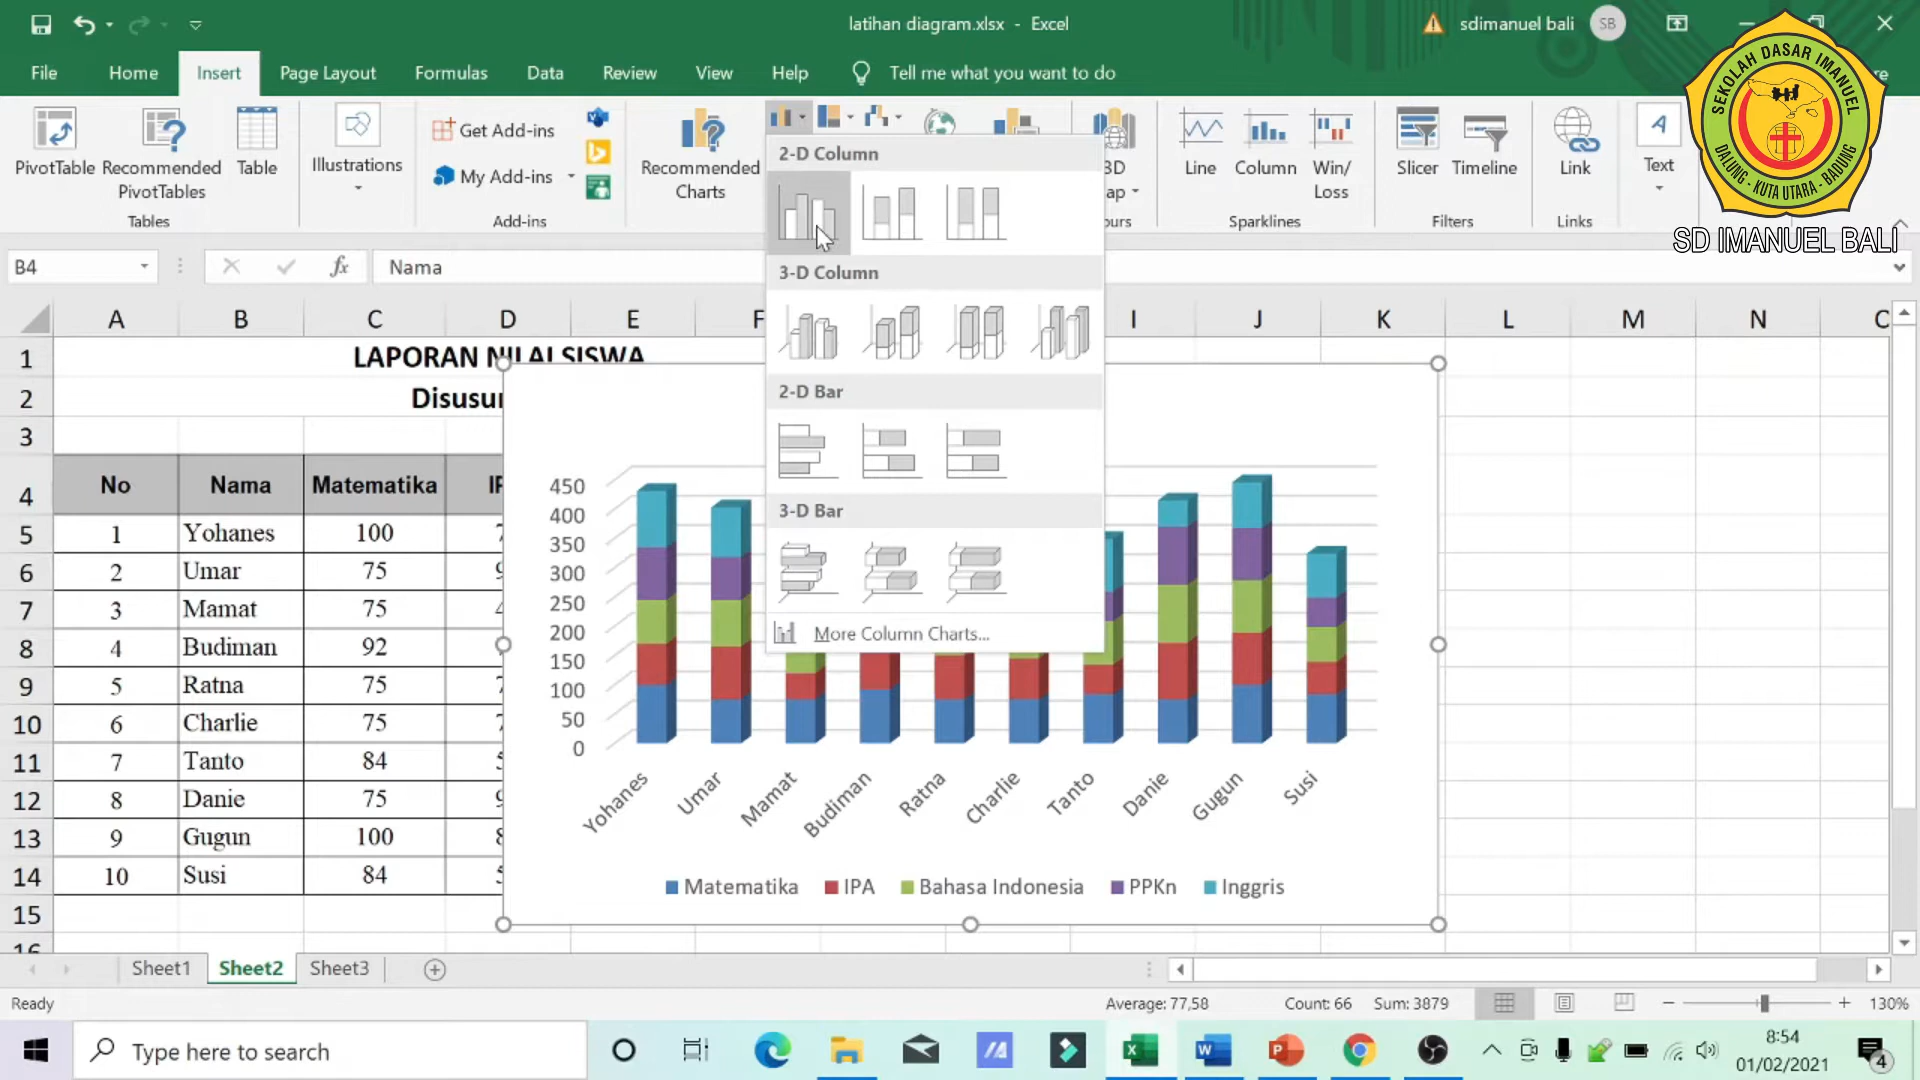 latihan diagram.xlsx - Excel
sdimanuel bali
SB
File Home Insert Page Layout Formulas Data Review View Help Tell me what you want to do
SEKOLAH DASAR IMANUEL
DALUNG - KUTA UTARA - BADUNG
SD IMANUEL BALI
PivotTable
Recommended
PivotTables
Table
Tables
Illustrations
Get Add-ins
My Add-ins
Add-ins
Recommended
Charts
Line
Column
Win/
Loss
Sparklines
Slicer
Timeline
Filters
Link
Links
Text
A
2-D Column
3-D Column
2-D Bar
3-D Bar
More Column Charts...
B4
fx
Nama
A B C D E F I J K L M N
1 LAPORAN NILAI SISWA
2 Disusu
3
4 No Nama Matematika
5 1 Yohanes 100
6 2 Umar 75
7 3 Mamat 75
8 4 Budiman 92
9 5 Ratna 75
10 6 Charlie 75
11 7 Tanto 84
12 8 Danie 75
13 9 Gugun 100
14 10 Susi 84
15
16
450
400
350
300
250
200
150
100
50
0
Yohanes Umar Mamat Budiman Ratna Charlie Tanto Danie Gugun Susi
Matematika IPA Bahasa Indonesia PPKn Inggris
Sheet1 Sheet2 Sheet3
Ready
Average: 77,58 Count: 66 Sum: 3879
130%
Type here to search
8:54
01/02/2021
4